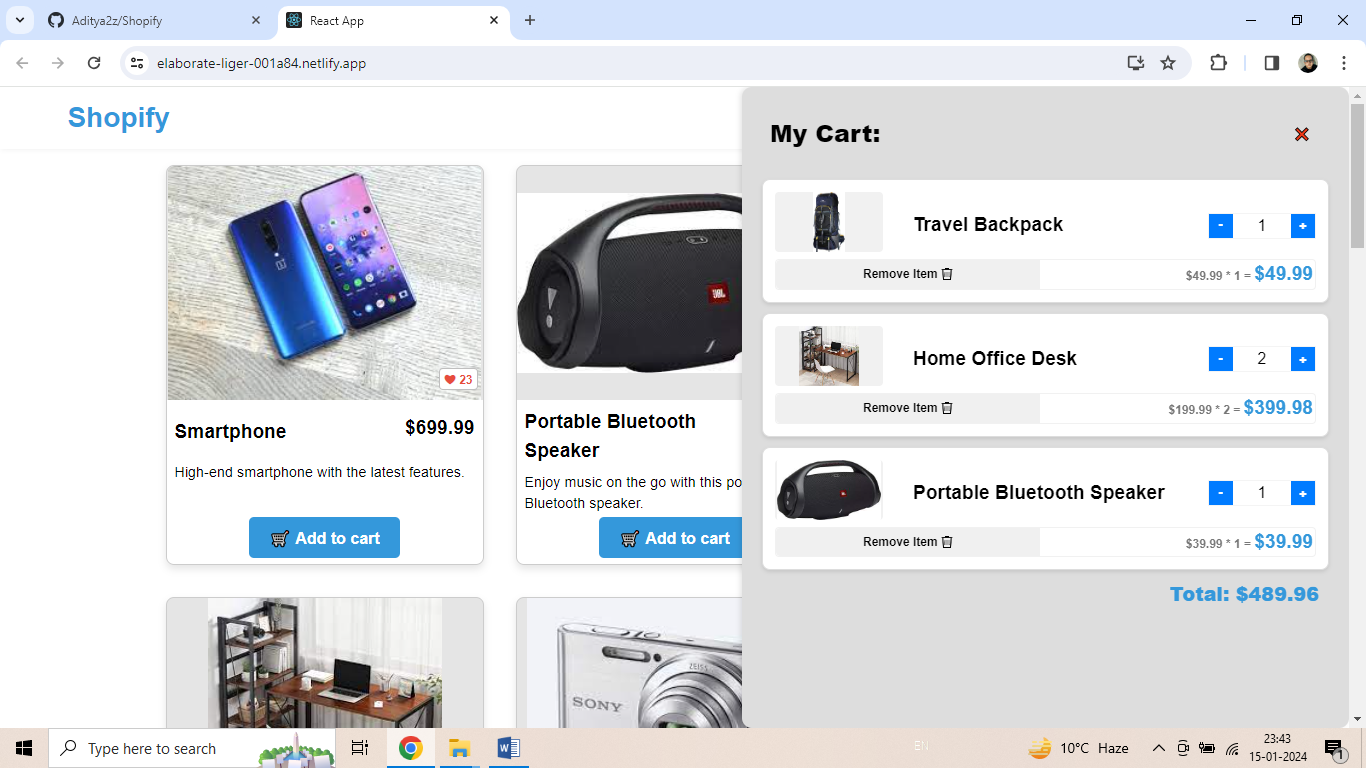 Aditya2z/Shopify
React App
elaborate-liger-001a84.netlify.app
Shopify
My Cart:
23
Smartphone
$699.99
High-end smartphone with the latest features.
Add to cart
JBL
Portable Bluetooth
Speaker
Enjoy music on the go with this po
Bluetooth speaker.
Add to cart
SONY
ZEISS
Travel Backpack
- 1 +
Remove Item
$49.99 * 1 = $49.99
Home Office Desk
- 2 +
Remove Item
$199.99 * 2 = $399.98
Portable Bluetooth Speaker
- 1 +
Remove Item
$39.99 * 1 = $39.99
Total: $489.96
Type here to search
EN
10°C Haze
23:43
15-01-2024
1